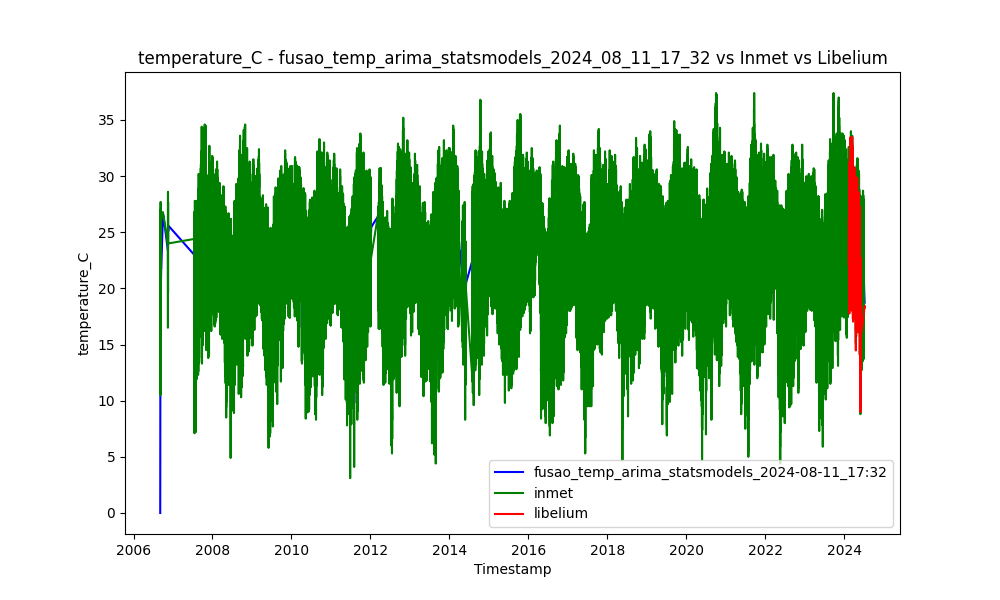 temperature_C - fusao_temp_arima_statsmodels_2024_08_11_17_32 vs Inmet vs Libelium
35
30
25
20
15
10
5
0
temperature_C
fusao_temp_arima_statsmodels_2024-08-11_17:32
inmet
libelium
2006 2008 2010 2012 2014 2016 2018 2020 2022 2024
Timestamp